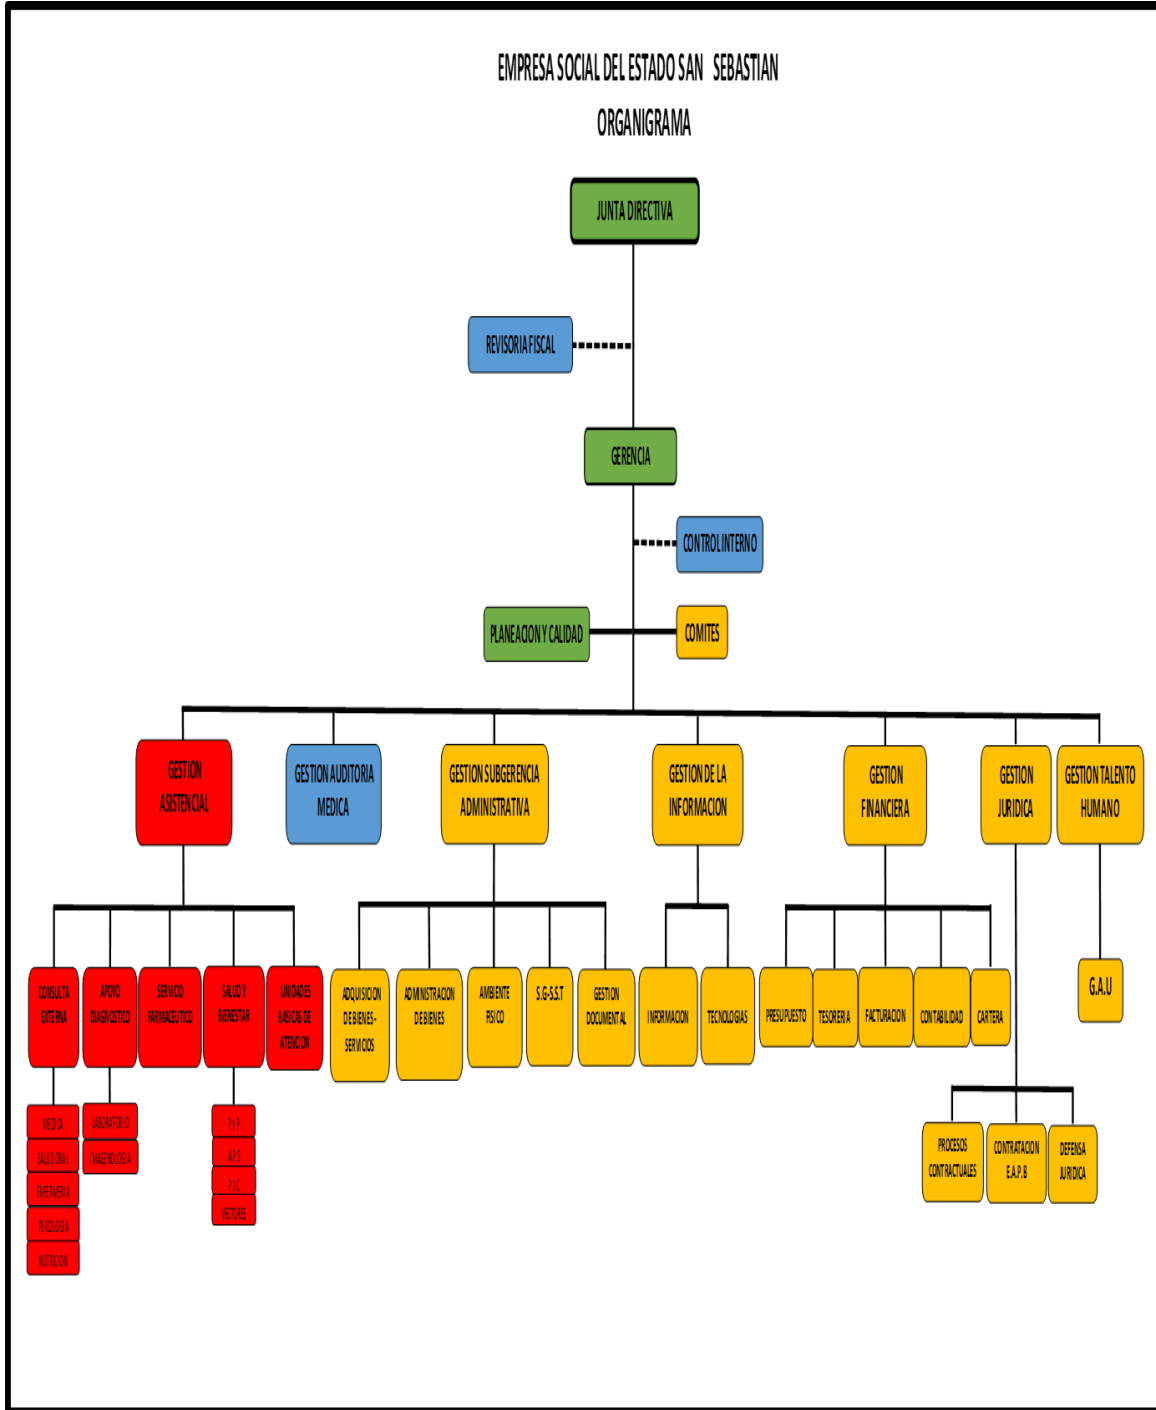 EMPRESA SOCIAL DEL ESTADO SAN SEBASTIAN
ORGANIGRAMA
JUNTA DIRECTIVA
REVISORIA FISCAL
GERENCIA
CONTROL INTERNO
PLANEACION Y CALIDAD
COMITES
GESTION
ASISTENCIAL
GESTION AUDITORIA
MEDICA
GESTION SUBGERENCIA
ADMINISTRATIVA
GESTION DE LA
INFORMACION
GESTION
FINANCIERA
GESTION
JURIDICA
GESTION TALENTO
HUMANO
CONSULTA
EXTERNA
APOYO
DIAGNOSTICO
SERVICIO
FARMACEUTICO
SALUD Y
BIENESTAR
UNIDADES
BASICAS DE
ATENCION
ADQUISICION
DE BIENES-
SERVICIOS
ADMINISTRACION
DE BIENES
AMBIENTE
FISICO
S.G-S.S.T
GESTION
DOCUMENTAL
INFORMACION
TECNOLOGIAS
PRESUPUESTO
TESORERIA
FACTURACION
CONTABILIDAD
CARTERA
G.A.U
MEDICA
SALUD ORAL
ENFERMERIA
PSICOLOGIA
NUTRICION
LABORATORIO
IMAGENOLOGIA
P y P
A.P.S
P.I.C
VECTORES
PROCESOS
CONTRACTUALES
CONTRATACION
E.A.P.B
DEFENSA
JURIDICA